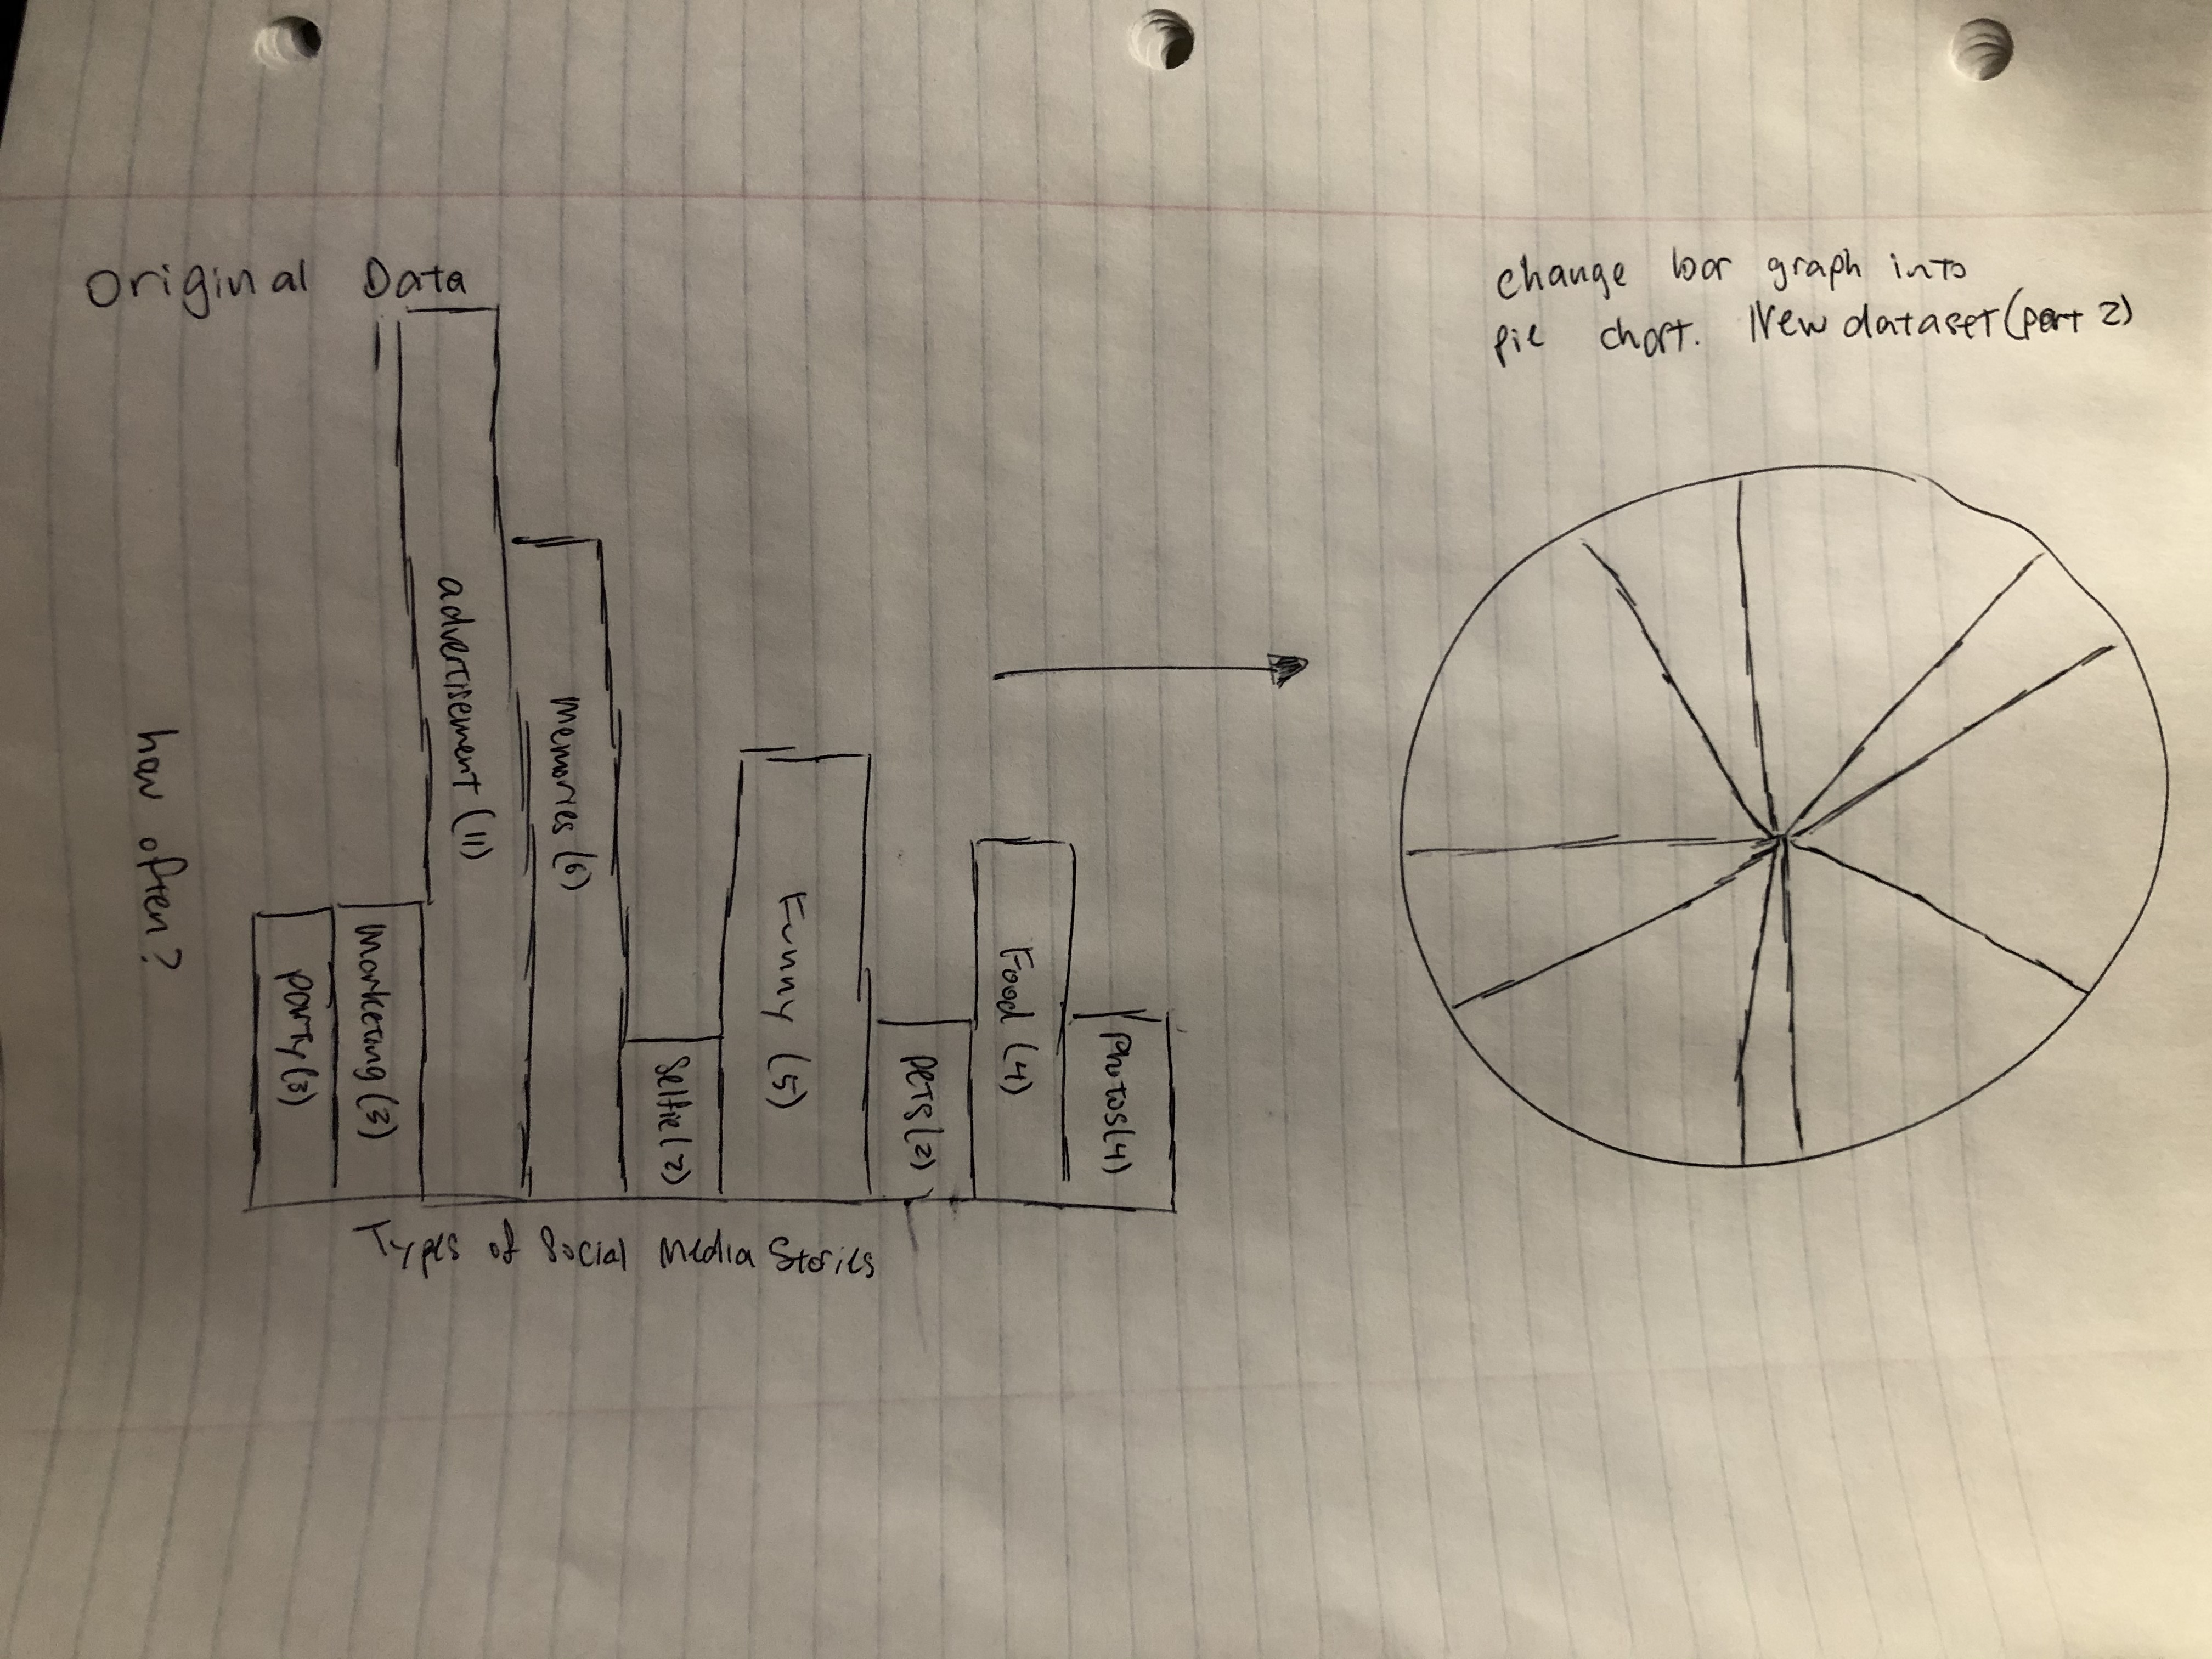 Original Data
how often?
party (3)
marketing (3)
advertisement (11)
memories (6)
selfie (2)
Funny (5)
pets (2)
Food (4)
photos (4)
Types of Social Media Stories
Change bar graph into
pie chart. New dataset (part 2)